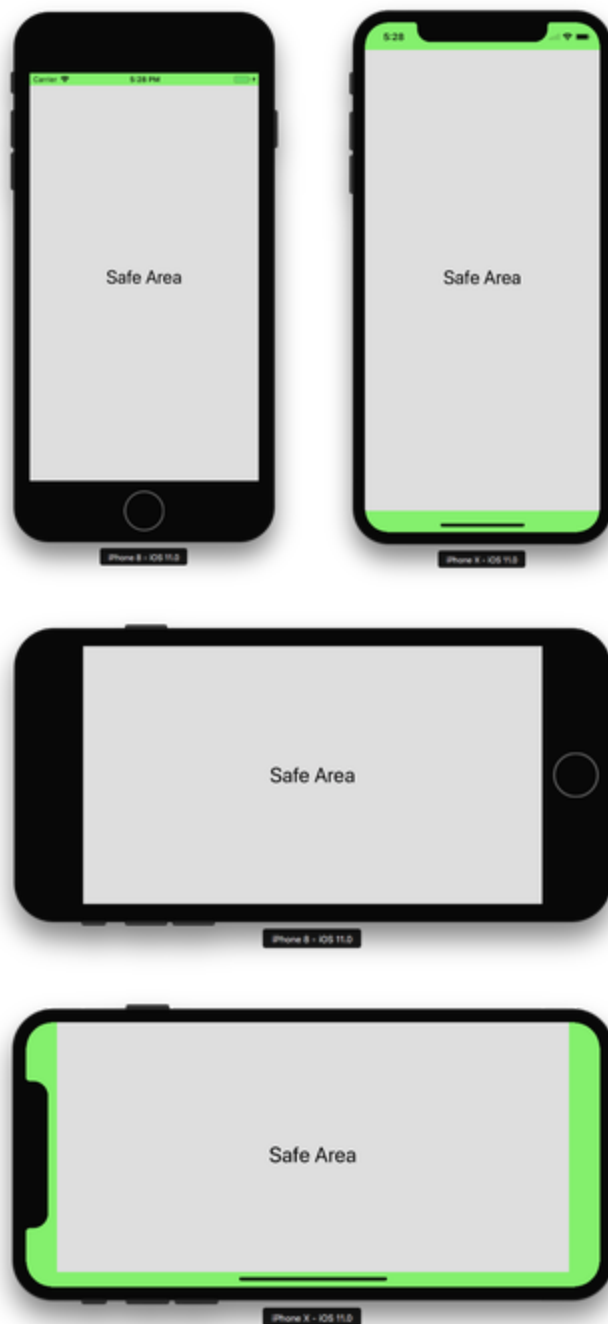 Carrier 5:28 PM
5:28
Safe Area
Safe Area
iPhone 8 - iOS 11.0
iPhone X - iOS 11.0
Safe Area
iPhone 8 - iOS 11.0
Safe Area
iPhone X - iOS 11.0